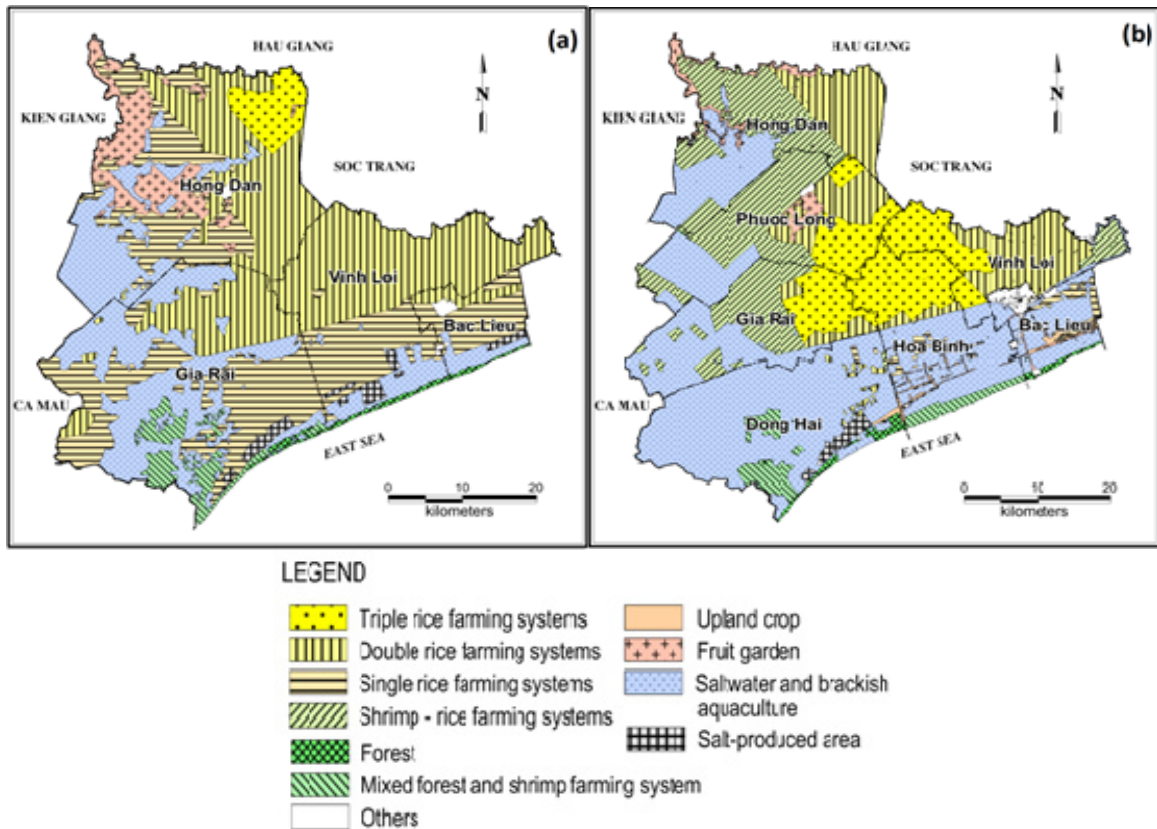 (a)
HAU GIANG
N
KIEN GIANG
SOC TRANG
Hong Dan
Vinh Loi
Bac Lieu
Gia Rai
CA MAU
EAST SEA
0 10 20
kilometers
(b)
HAU GIANG
N
KIEN GIANG
Hong Dan
SOC TRANG
Phuoc Long
Vinh Loi
Gia Rai
Bac Lieu
Hoa Binh
CA MAU
Dong Hai
EAST SEA
0 10 20
kilometers
LEGEND
Triple rice farming systems
Double rice farming systems
Single rice farming systems
Shrimp - rice farming systems
Forest
Mixed forest and shrimp farming system
Others
Upland crop
Fruit garden
Saltwater and brackish
aquaculture
Salt-produced area